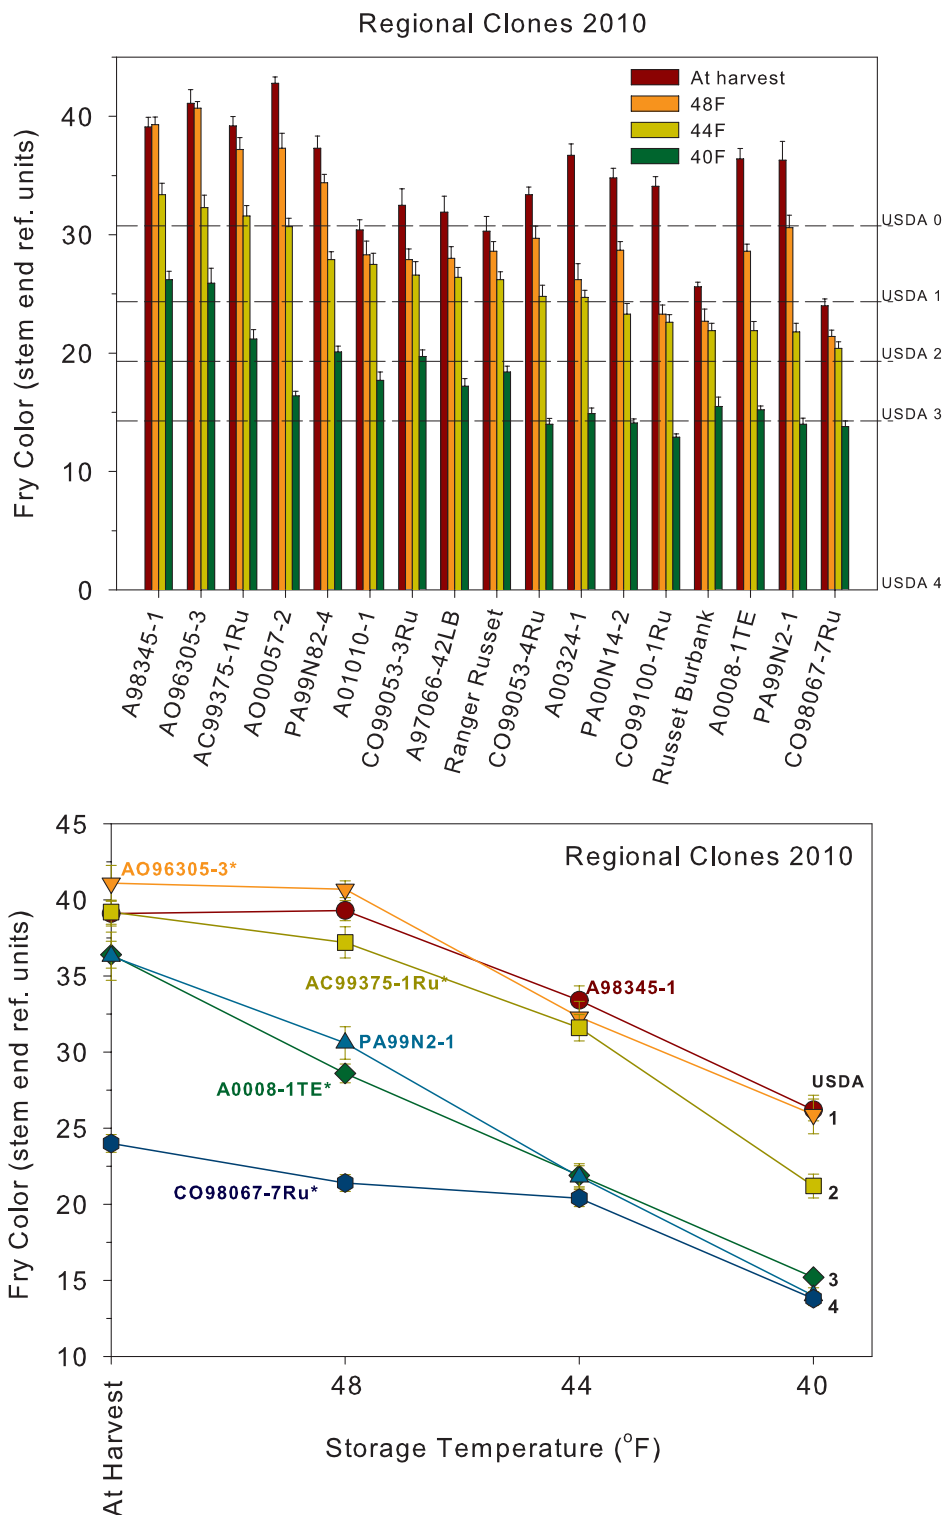 Regional Clones 2010
Fry Color (stem end ref. units)
40
30
20
10
0
At harvest
48F
44F
40F
USDA 0
USDA 1
USDA 2
USDA 3
USDA 4
A98345-1
AO96305-3
AC99375-1Ru
AO00057-2
PA99N82-4
A01010-1
CO99053-3Ru
A97066-42LB
Ranger Russet
CO99053-4Ru
A00324-1
PA00N14-2
CO99100-1Ru
Russet Burbank
A0008-1TE
PA99N2-1
CO98067-7Ru
Regional Clones 2010
Fry Color (stem end ref. units)
45
40
35
30
25
20
15
10
AO96305-3*
AC99375-1Ru*
A98345-1
PA99N2-1
A0008-1TE*
CO98067-7Ru*
USDA
1
2
3
4
At Harvest
48
44
40
Storage Temperature (°F)